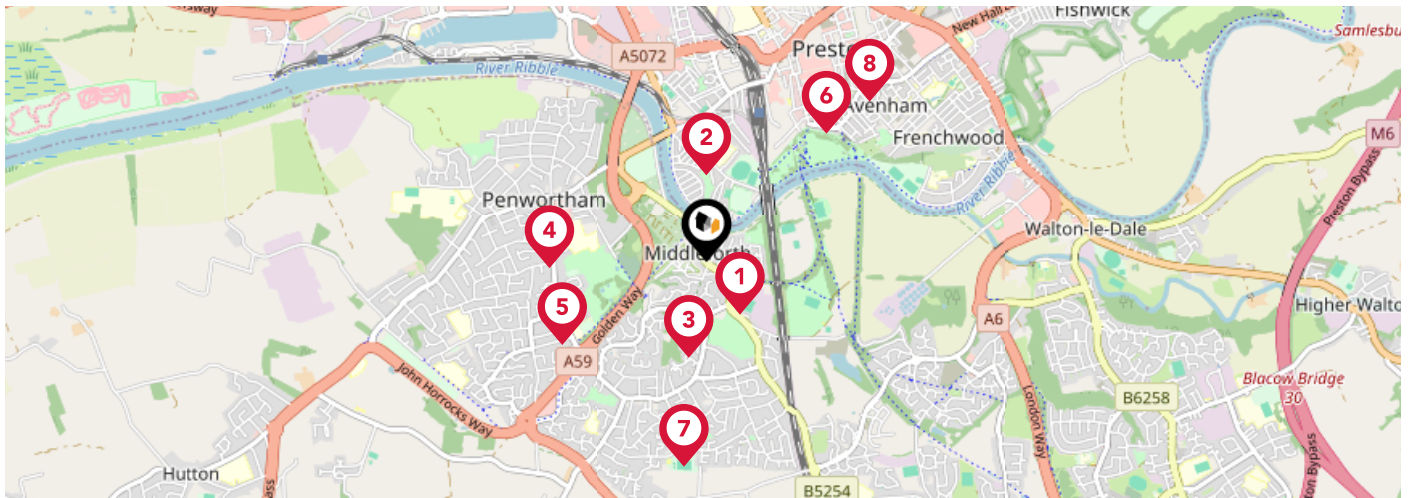 Fishwick
New Hall
Samlesbu
Presto
A5072
River Ribble
8
6
Avenham
M6
2
Frenchwood
Preston Bypass
River Ribble
Penwortham
4
Walton-le-Dale
Middleforth
1
5
3
Golden Way
A6
Higher Walto
A59
John Horrocks Way
Blacow Bridge
30
London Way
B6258
7
Hutton
B5254